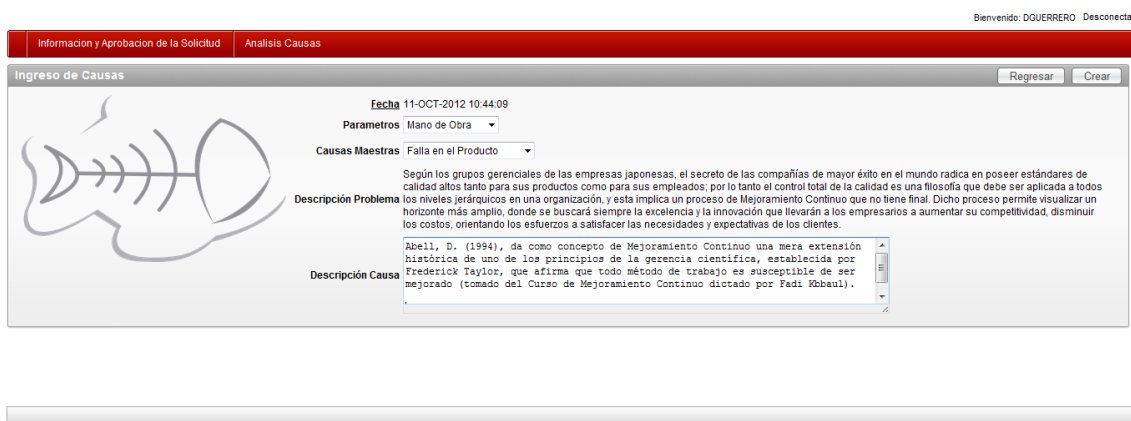 Bienvenido: DGUERRERO Desconecta
Informacion y Aprobacion de la Solicitud Analisis Causas
Ingreso de Causas Regresar Crear
Fecha 11-OCT-2012 10:44:09
Parametros Mano de Obra
Causas Maestras Falla en el Producto
Según los grupos gerenciales de las empresas japonesas, el secreto de las compañías de mayor éxito en el mundo radica en poseer estándares de
calidad altos tanto para sus productos como para sus empleados; por lo tanto el control total de la calidad es una filosofía que debe ser aplicada a todos
Descripción Problema los niveles jerárquicos en una organización, y esta implica un proceso de Mejoramiento Continuo que no tiene final. Dicho proceso permite visualizar un
horizonte más amplio, donde se buscará siempre la excelencia y la innovación que llevarán a los empresarios a aumentar su competitividad, disminuir
los costos, orientando los esfuerzos a satisfacer las necesidades y expectativas de los clientes.
Abell, D. (1994), da como concepto de Mejoramiento Continuo una mera extensión
histórica de uno de los principios de la gerencia científica, establecida por
Descripción Causa Frederick Taylor, que afirma que todo método de trabajo es susceptible de ser
mejorado (tomado del Curso de Mejoramiento Continuo dictado por Fadi Kbbaul).
.